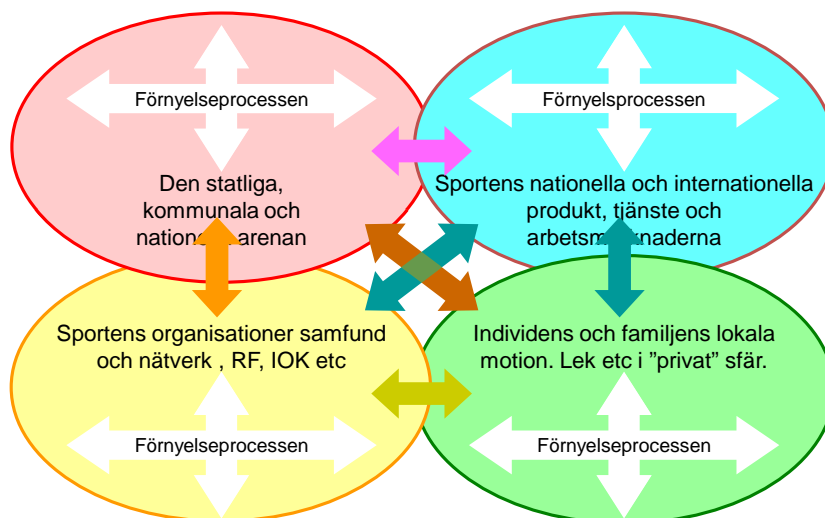 Förnyelseprocessen
Den statliga,
kommunala och
arenan
Förnyelsprocessen
Sportens nationella och internationella
produkt, tjänste och
Sportens organisationer samfund
och nätverk , RF, IOK etc
Förnyelseprocessen
Individens och familjens lokala
motion. Lek etc i ”privat” sfär.
Förnyelseprocessen